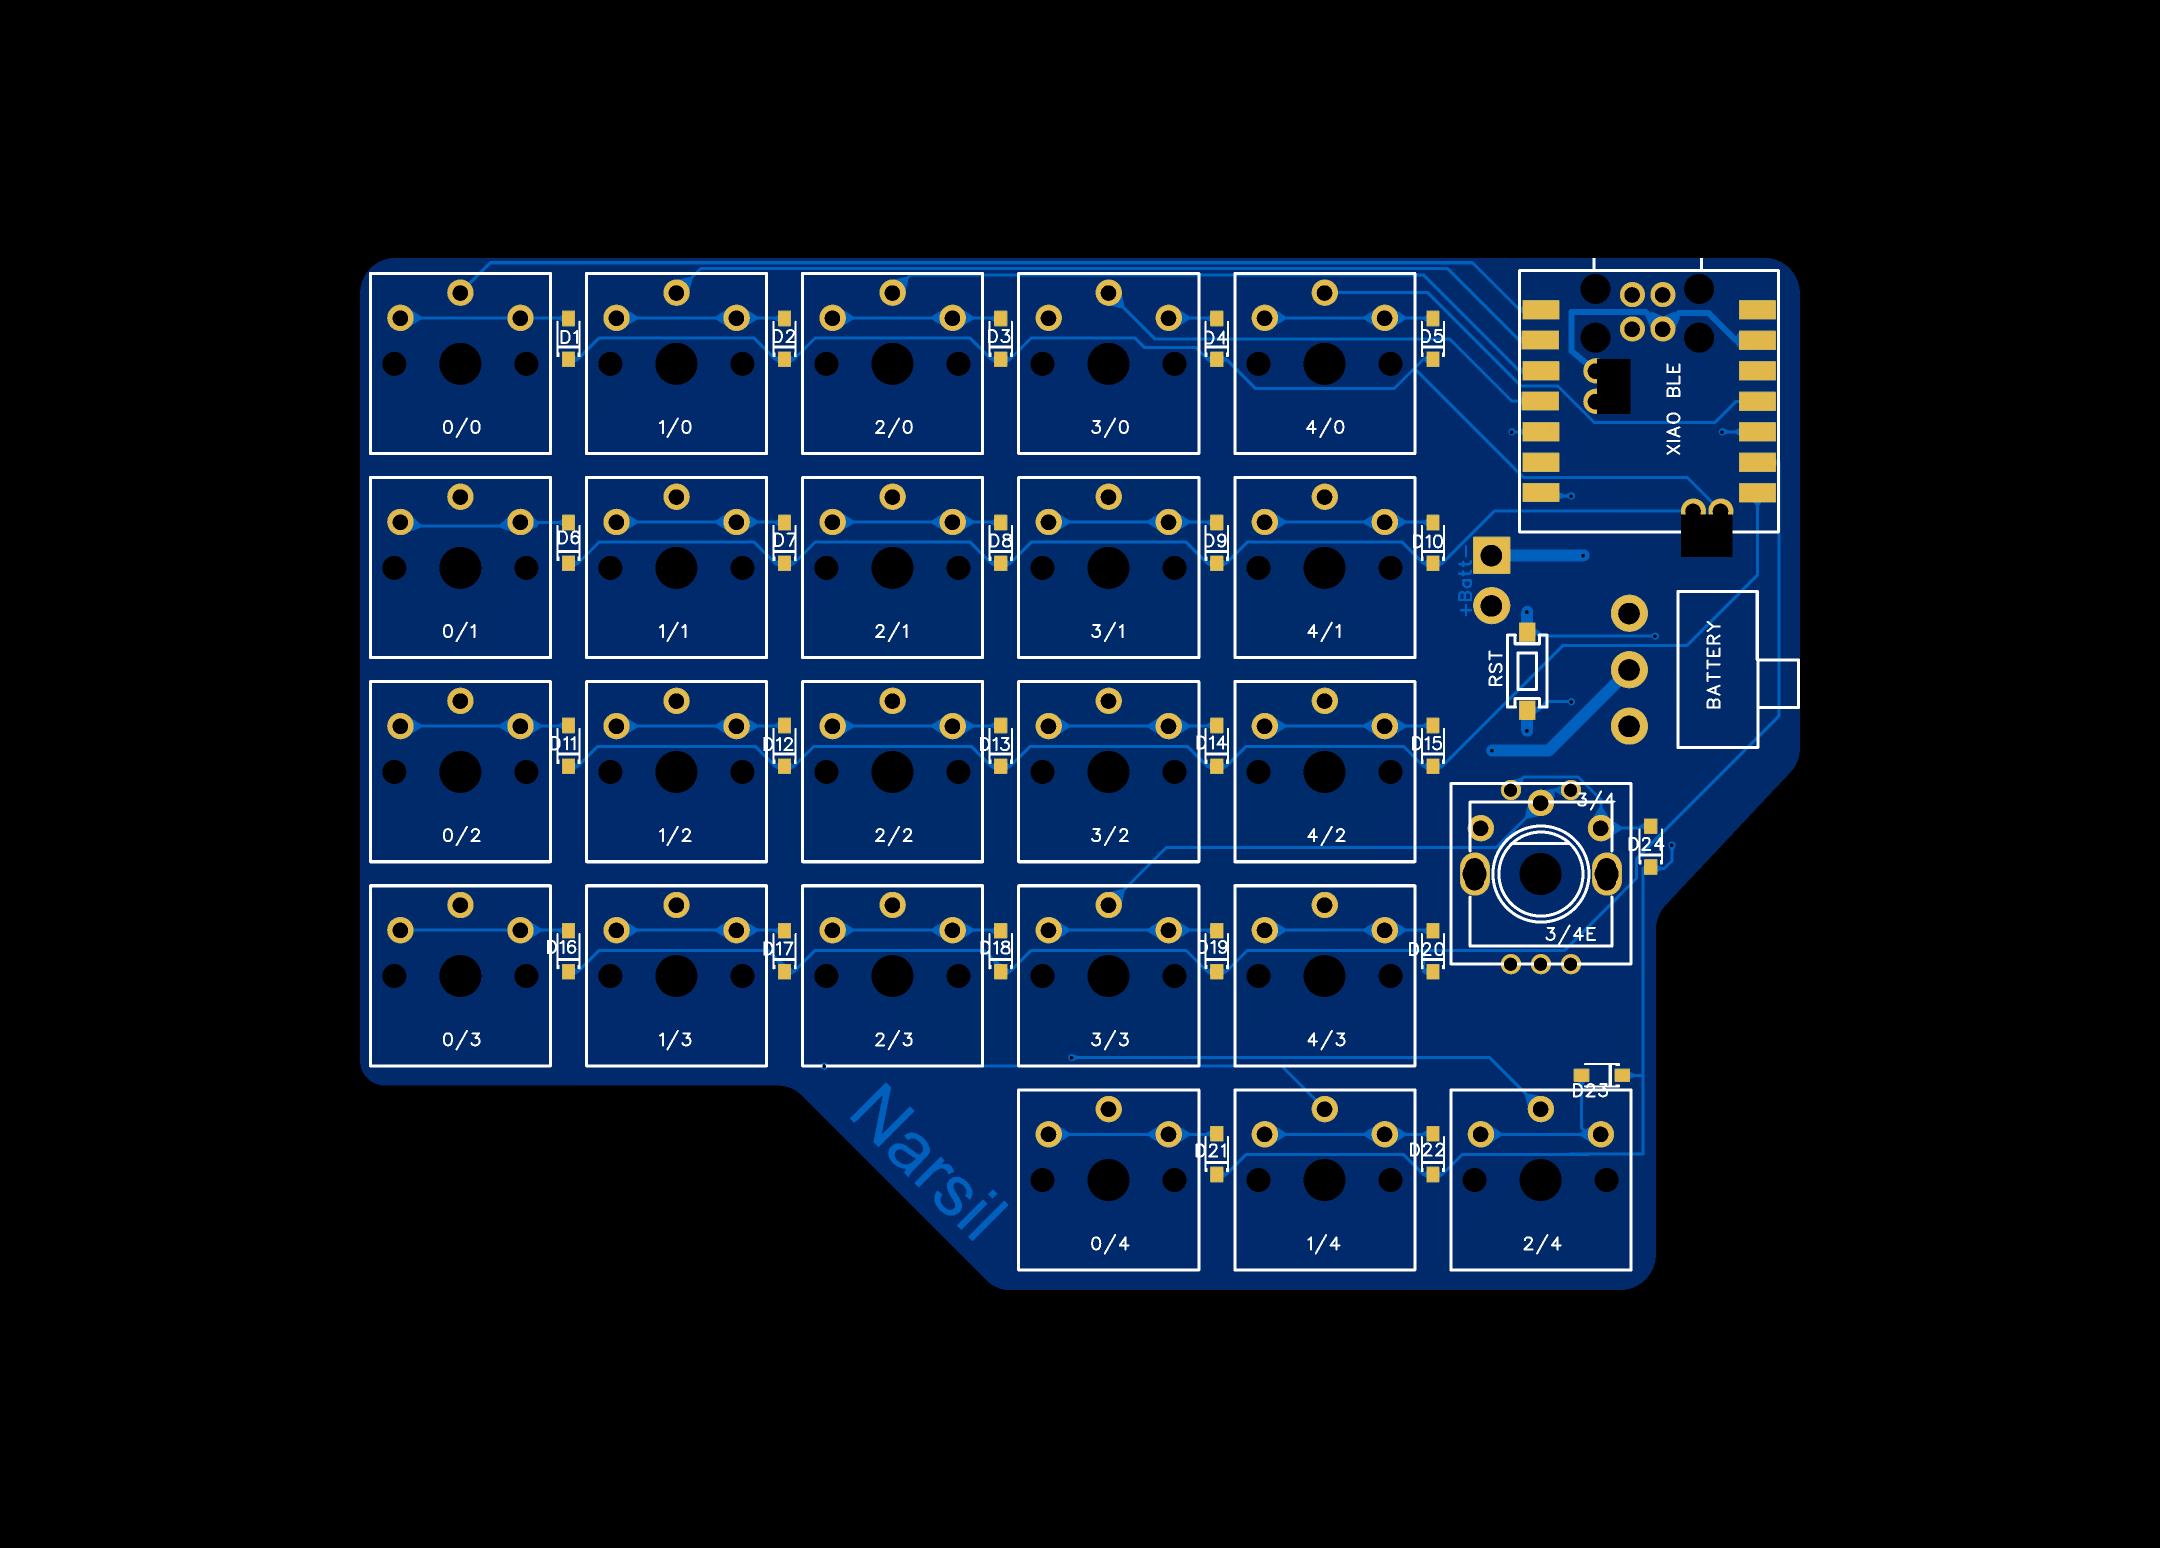 D1
D2
D3
D4
D5
XIAO BLE
0/0
1/0
2/0
3/0
4/0
D6
D7
D8
D9
D10
+Batt-
0/1
1/1
2/1
3/1
4/1
RST
BATTERY
D11
D12
D13
D14
D15
3/4
0/2
1/2
2/2
3/2
4/2
D24
D16
D17
D18
D19
D20
3/4E
0/3
1/3
2/3
3/3
4/3
D23
Narsil
D21
D22
0/4
1/4
2/4